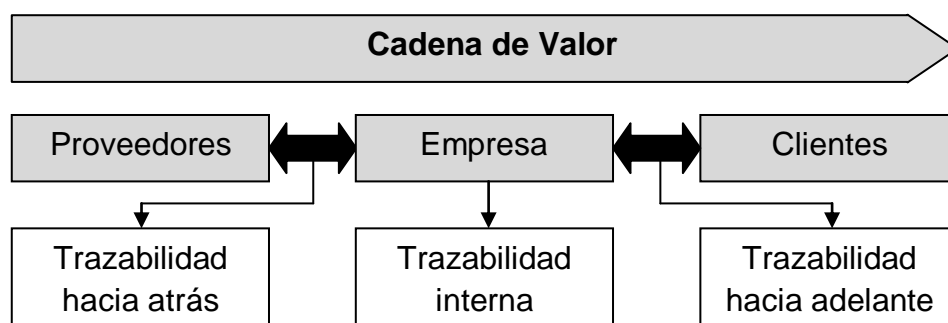 Cadena de Valor
Proveedores
Empresa
Clientes
Trazabilidad
hacia atrás
Trazabilidad
interna
Trazabilidad
hacia adelante